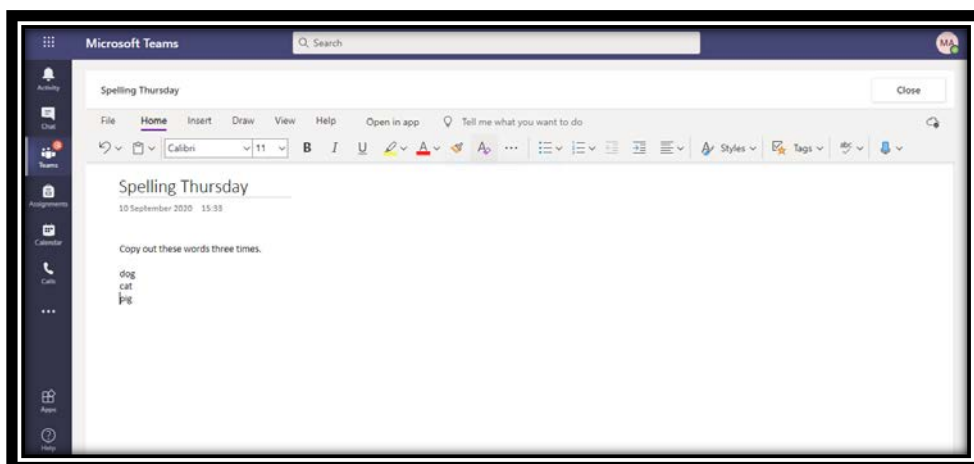 Microsoft Teams
Search
MA
Activity
Chat
Teams
Assignments
Calendar
Calls
Apps
Help
Spelling Thursday
Close
File Home Insert Draw View Help Open in app Tell me what you want to do
Calibri 11 B I U A A Styles Tags abc
Spelling Thursday
10 September 2020 15:33
Copy out these words three times.
dog
cat
pig